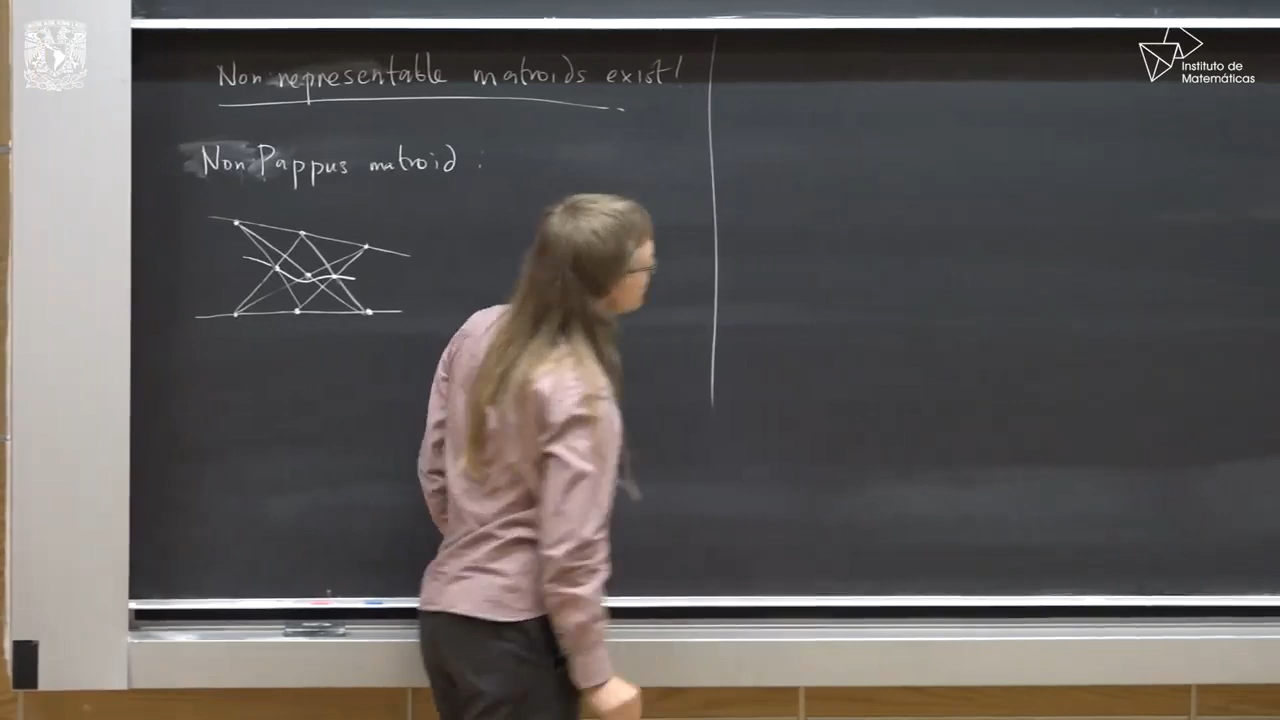 Non-representable matroids exist!
Non-Pappus matroid :
Instituto de
Matemáticas